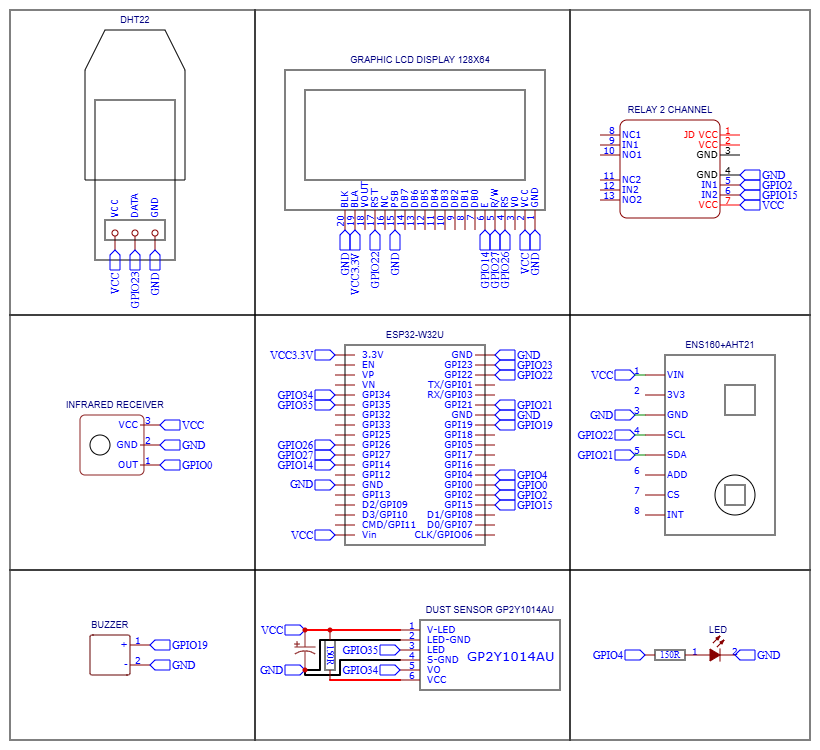 DHT22
VCC
DATA
GND
VCC
GPIO23
GND
GRAPHIC LCD DISPLAY 128X64
BLK
BLA
VOUT
RST
NC
PSB
DB7
DB6
DB5
DB4
DB3
DB2
DB1
DB0
E
R/W
RS
V0
VCC
GND
20
19
18
17
16
15
14
13
12
11
10
9
8
7
6
5
4
3
2
1
GND
VCC3.3V
GPIO22
GND
GPIO14
GPIO27
GPIO26
VCC
GND
RELAY 2 CHANNEL
8 NC1 JD VCC 1
9 IN1 VCC 2
10 NO1 GND 3
GND 4 GND
11 NC2 IN1 5 GPIO2
12 IN2 IN2 6 GPIO15
13 NO2 VCC 7 VCC
INFRARED RECEIVER
VCC 3 VCC
GND 2 GND
OUT 1 GPIO0
ESP32-W32U
VCC3.3V 3.3V GND GND
EN GPI23 GPIO23
VP GPI22 GPIO22
VN TX/GPI01
GPIO34 GPI34 RX/GPI03
GPIO35 GPI35 GPI21 GPIO21
GPI32 GND GND
GPI33 GPI19 GPIO19
GPI25 GPI18
GPIO26 GPI26 GPI05
GPIO27 GPI27 GPI17
GPIO14 GPI14 GPI16
GPI12 GPI04 GPIO4
GND GND GPI00 GPIO0
GPI13 GPI02 GPIO2
D2/GPI09 GPI15 GPIO15
D3/GPI10 D1/GPI08
CMD/GPI11 D0/GPI07
VCC Vin CLK/GPIO06
ENS160+AHT21
VCC 1 VIN
2 3V3
GND 3 GND
GPIO22 4 SCL
GPIO21 5 SDA
6 ADD
7 CS
8 INT
BUZZER
+ 1 GPIO19
- 2 GND
DUST SENSOR GP2Y1014AU
VCC 1 V-LED
2 LED-GND
GPIO35 3 LED
4 S-GND
GND GPIO34 5 VO
6 VCC
+
150R
GP2Y1014AU
LED
GPIO4 150R 1 2 GND